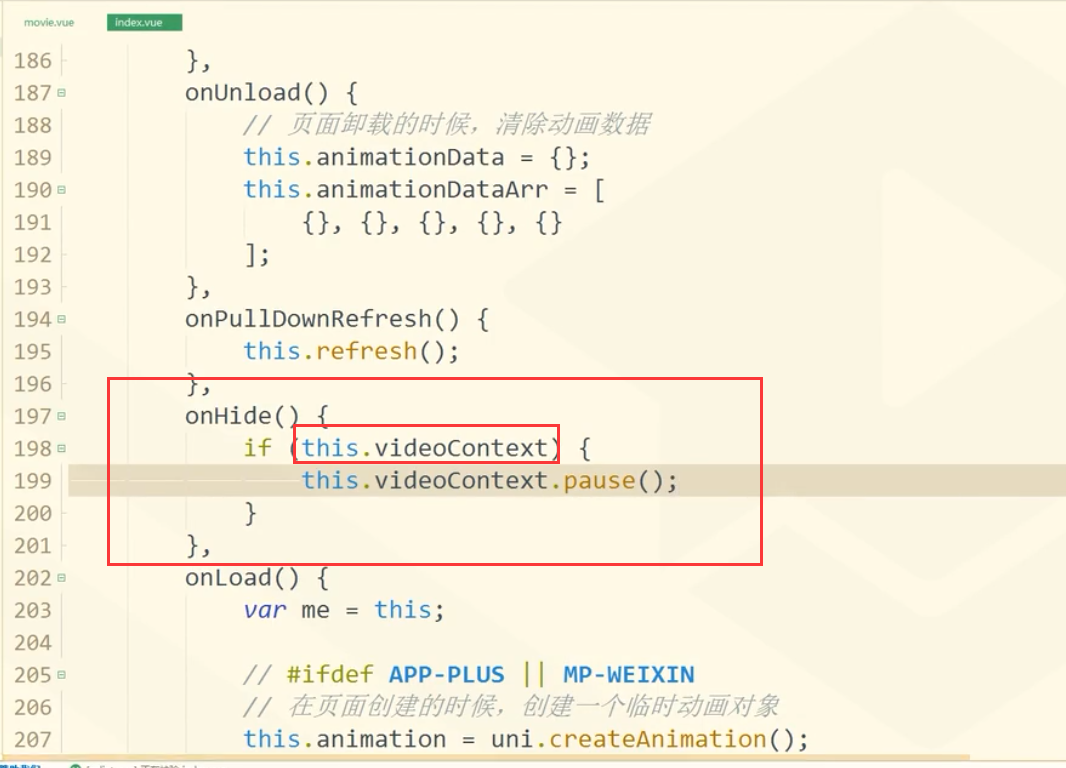 movie.vue
index.vue
186 },
187 onUnload() {
188 // 页面卸载的时候，清除动画数据
189 this.animationData = {};
190 this.animationDataArr = [
191 {}, {}, {}, {}, {}
192 ];
193 },
194 onPullDownRefresh() {
195 this.refresh();
196 },
197 onHide() {
198 if (this.videoContext) {
199 this.videoContext.pause();
200 }
201 },
202 onLoad() {
203 var me = this;
204
205 // #ifdef APP-PLUS || MP-WEIXIN
206 // 在页面创建的时候，创建一个临时动画对象
207 this.animation = uni.createAnimation();